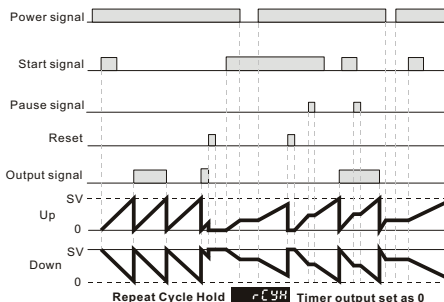 Power signal
Start signal
Pause signal
Reset
Output signal
SV
Up
0
SV
Down
0
Repeat Cycle Hold rCYH Timer output set as 0